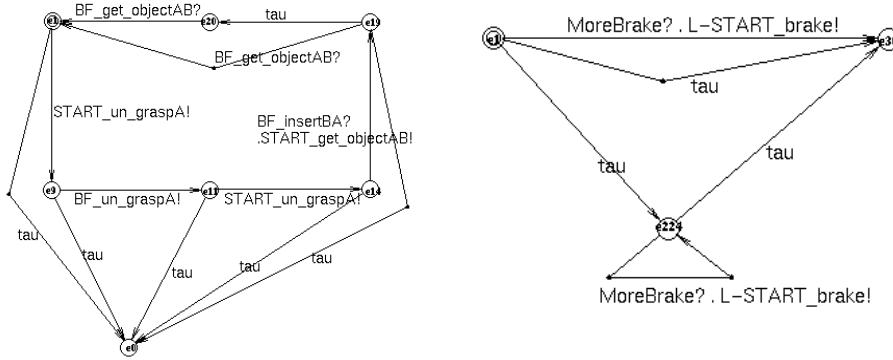 BF_get_objectAB?
tau
e1
e20
e19
BF_get_objectAB?
START_un_graspA!
BF_insertBA?
.START_get_objectAB!
e9
e11
e14
BF_un_graspA!
START_un_graspA!
tau
tau
tau
tau
tau
e0
MoreBrake? . L-START_brake!
e1
tau
tau
tau
e224
MoreBrake? . L-START_brake!